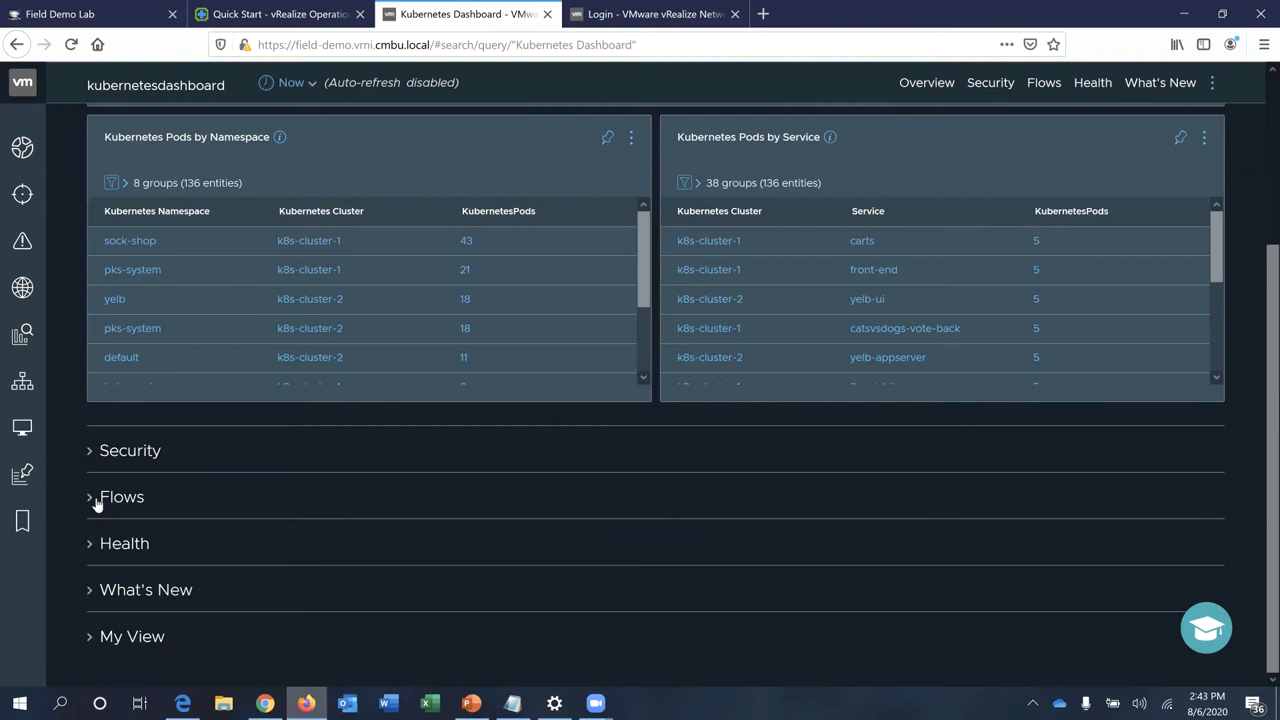 Field Demo Lab
Quick Start - vRealize Operation
Kubernetes Dashboard - VMwa
Login - VMware vRealize Netw
https://field-demo.vmi.cmbu.local/#search/query/"Kubernetes Dashboard"
vm
kubernetesdashboard
Now
(Auto-refresh disabled)
Overview
Security
Flows
Health
What's New
Kubernetes Pods by Namespace
8 groups (136 entities)
Kubernetes Namespace Kubernetes Cluster KubernetesPods
sock-shop k8s-cluster-1 43
pks-system k8s-cluster-1 21
yelb k8s-cluster-2 18
pks-system k8s-cluster-2 18
default k8s-cluster-2 11
Kubernetes Pods by Service
38 groups (136 entities)
Kubernetes Cluster Service KubernetesPods
k8s-cluster-1 carts 5
k8s-cluster-1 front-end 5
k8s-cluster-2 yelb-ui 5
k8s-cluster-1 catsvsdogs-vote-back 5
k8s-cluster-2 yelb-appserver 5
Security
Flows
Health
What's New
My View
2:43 PM
8/6/2020
36